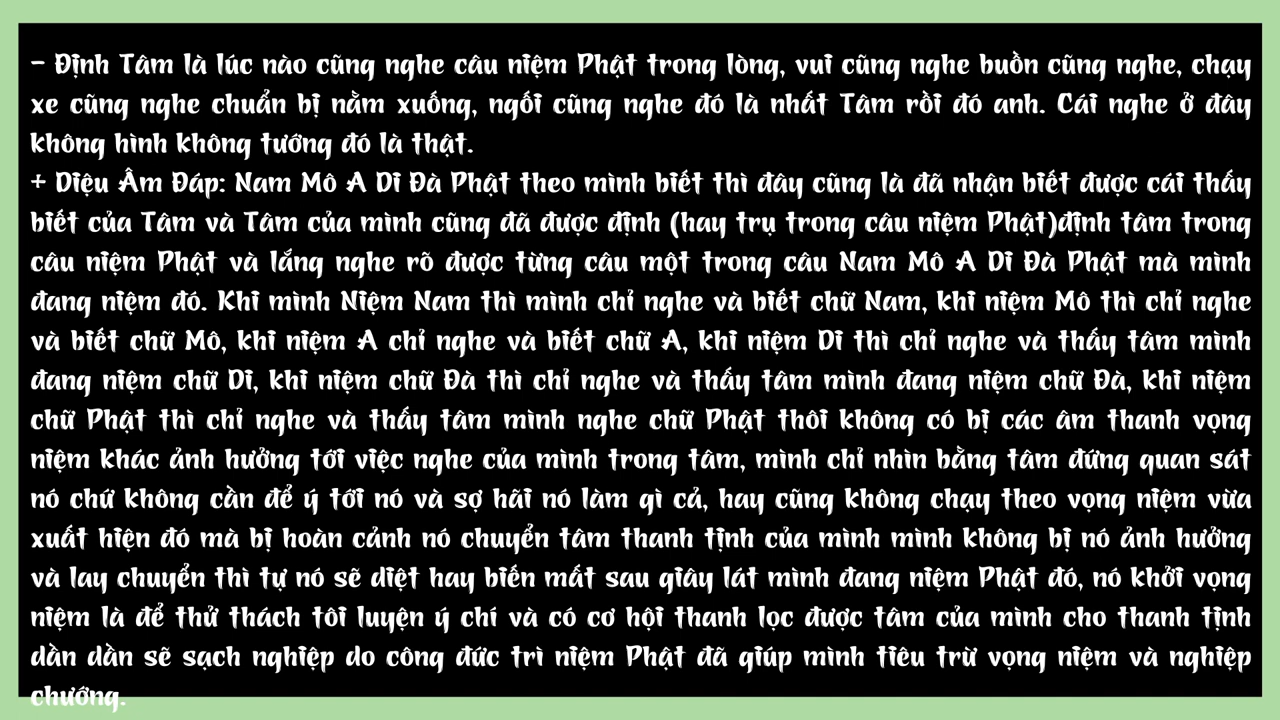 – Định Tâm là lúc nào cũng nghe câu niệm Phật trong lòng, vui cũng nghe buồn cũng nghe, chạy
xe cũng nghe chuẩn bị nằm xuống, ngối cũng nghe đó là nhất Tâm rồi đó anh. Cái nghe ở đây
không hình không tướng đó là thật.
+ Diệu Âm Đáp: Nam Mô A Di Đà Phật theo mình biết thì đây cũng là đã nhận biết được cái thấy
biết của Tâm và Tâm của mình cũng đã được định (hay trụ trong câu niệm Phật)định tâm trong
câu niệm Phật và lắng nghe rõ được từng câu một trong câu Nam Mô A Di Đà Phật mà mình
đang niệm đó. Khi mình Niệm Nam thì mình chỉ nghe và biết chữ Nam, khi niệm Mô thì chỉ nghe
và biết chữ Mô, khi niệm A chỉ nghe và biết chữ A, khi niệm Di thì chỉ nghe và thấy tâm mình
đang niệm chữ Di, khi niệm chữ Đà thì chỉ nghe và thấy tâm mình đang niệm chữ Đà, khi niệm
chữ Phật thì chỉ nghe và thấy tâm mình nghe chữ Phật thôi không có bị các âm thanh vọng
niệm khác ảnh hưởng tới việc nghe của mình trong tâm, mình chỉ nhìn bằng tâm đứng quan sát
nó chứ không cần để ý tới nó và sợ hãi nó làm gì cả, hay cũng không chạy theo vọng niệm vừa
xuất hiện đó mà bị hoàn cảnh nó chuyển tâm thanh tịnh của mình mình không bị nó ảnh hưởng
và lay chuyển thì tự nó sẽ diệt hay biến mất sau giây lát mình đang niệm Phật đó, nó khởi vọng
niệm là để thử thách tôi luyện ý chí và có cơ hội thanh lọc được tâm của mình cho thanh tịnh
dần dần sẽ sạch nghiệp do công đức trì niệm Phật đã giúp mình tiêu trừ vọng niệm và nghiệp
chướng.